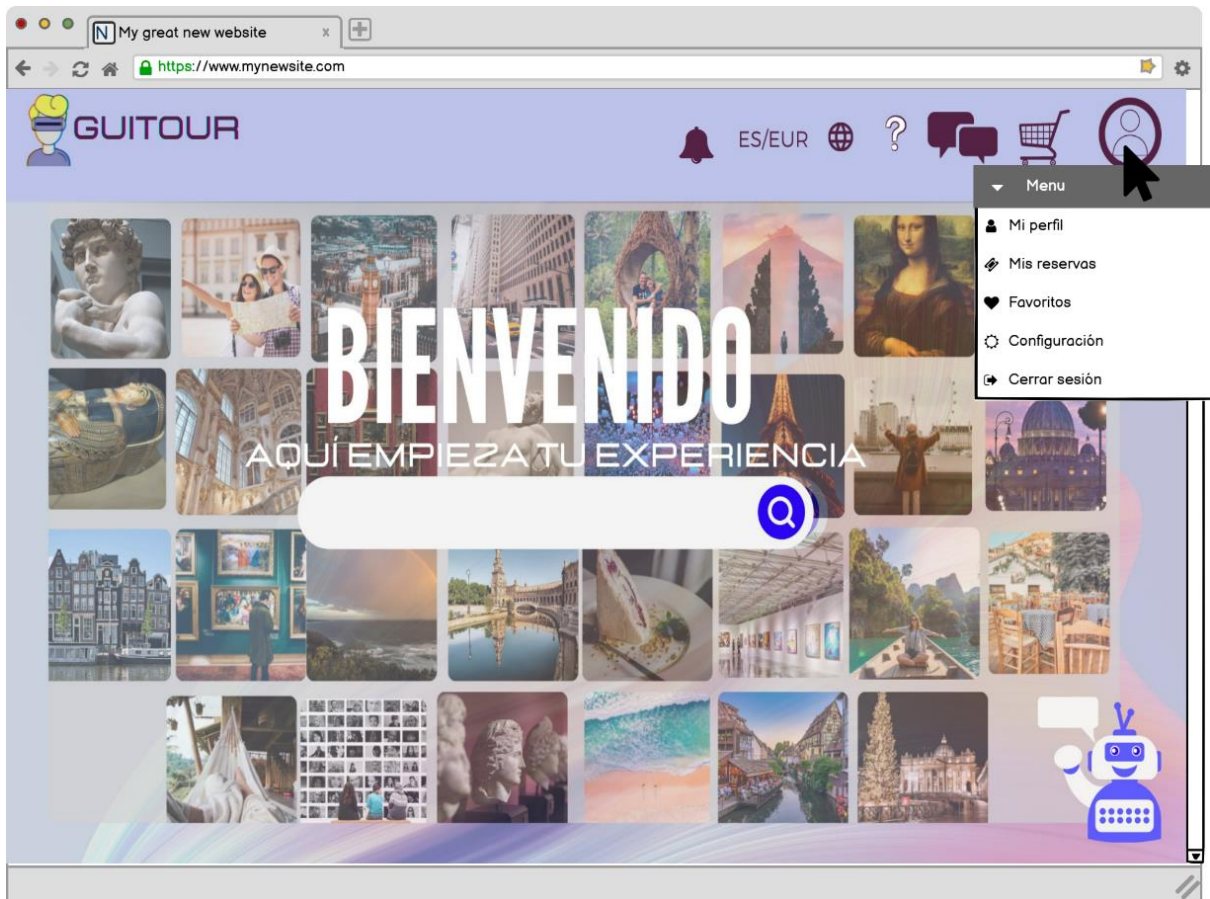 My great new website
https://www.mynewsite.com
GUITOUR
ES/EUR
?
Menu
Mi perfil
Mis reservas
Favoritos
Configuración
Cerrar sesión
BIENVENIDO
AQUÍ EMPIEZA TU EXPERIENCIA